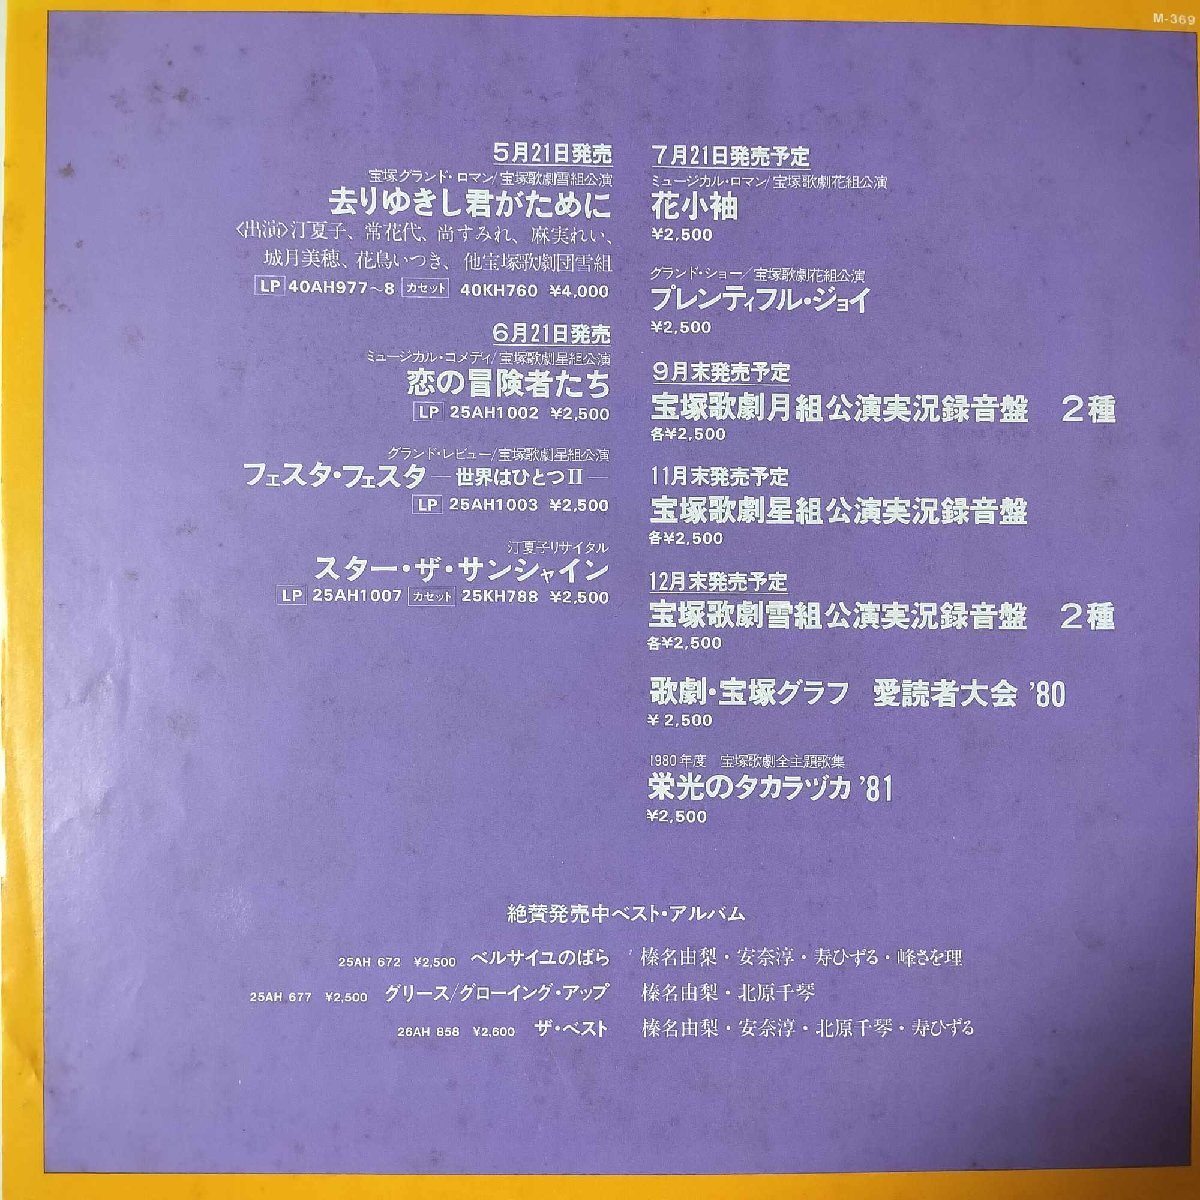 M-369
5月21日発売
宝塚グランド・ロマン/宝塚歌劇雪組公演
去りゆきし君がために
〈出演〉汀夏子、常花代、尚すみれ、麻実れい、
城月美穂、花鳥いつき、他宝塚歌劇団雪組
LP 40AH977〜8 カセット 40KH760 ¥4,000
6月21日発売
ミュージカル・コメディ/宝塚歌劇星組公演
恋の冒険者たち
LP 25AH1002 ¥2,500
グランド・レビュー/宝塚歌劇星組公演
フェスタ・フェスタ―世界はひとつII―
LP 25AH1003 ¥2,500
汀夏子リサイタル
スター・ザ・サンシャイン
LP 25AH1007 カセット 25KH788 ¥2,500
7月21日発売予定
ミュージカル・ロマン/宝塚歌劇花組公演
花小袖
¥2,500
グランド・ショー/宝塚歌劇花組公演
プレンティフル・ジョイ
¥2,500
9月末発売予定
宝塚歌劇月組公演実況録音盤 2種
各¥2,500
11月末発売予定
宝塚歌劇星組公演実況録音盤
各¥2,500
12月末発売予定
宝塚歌劇雪組公演実況録音盤 2種
各¥2,500
歌劇・宝塚グラフ 愛読者大会 '80
¥2,500
1980年度 宝塚歌劇全主題歌集
栄光のタカラヅカ '81
¥2,500
絶賛発売中ベスト・アルバム
25AH 672 ¥2,500 ベルサイユのばら 榛名由梨・安奈淳・寿ひずる・峰さを理
25AH 677 ¥2,500 グリース/グローイング・アップ 榛名由梨・北原千琴
26AH 858 ¥2,600 ザ・ベスト 榛名由梨・安奈淳・北原千琴・寿ひずる